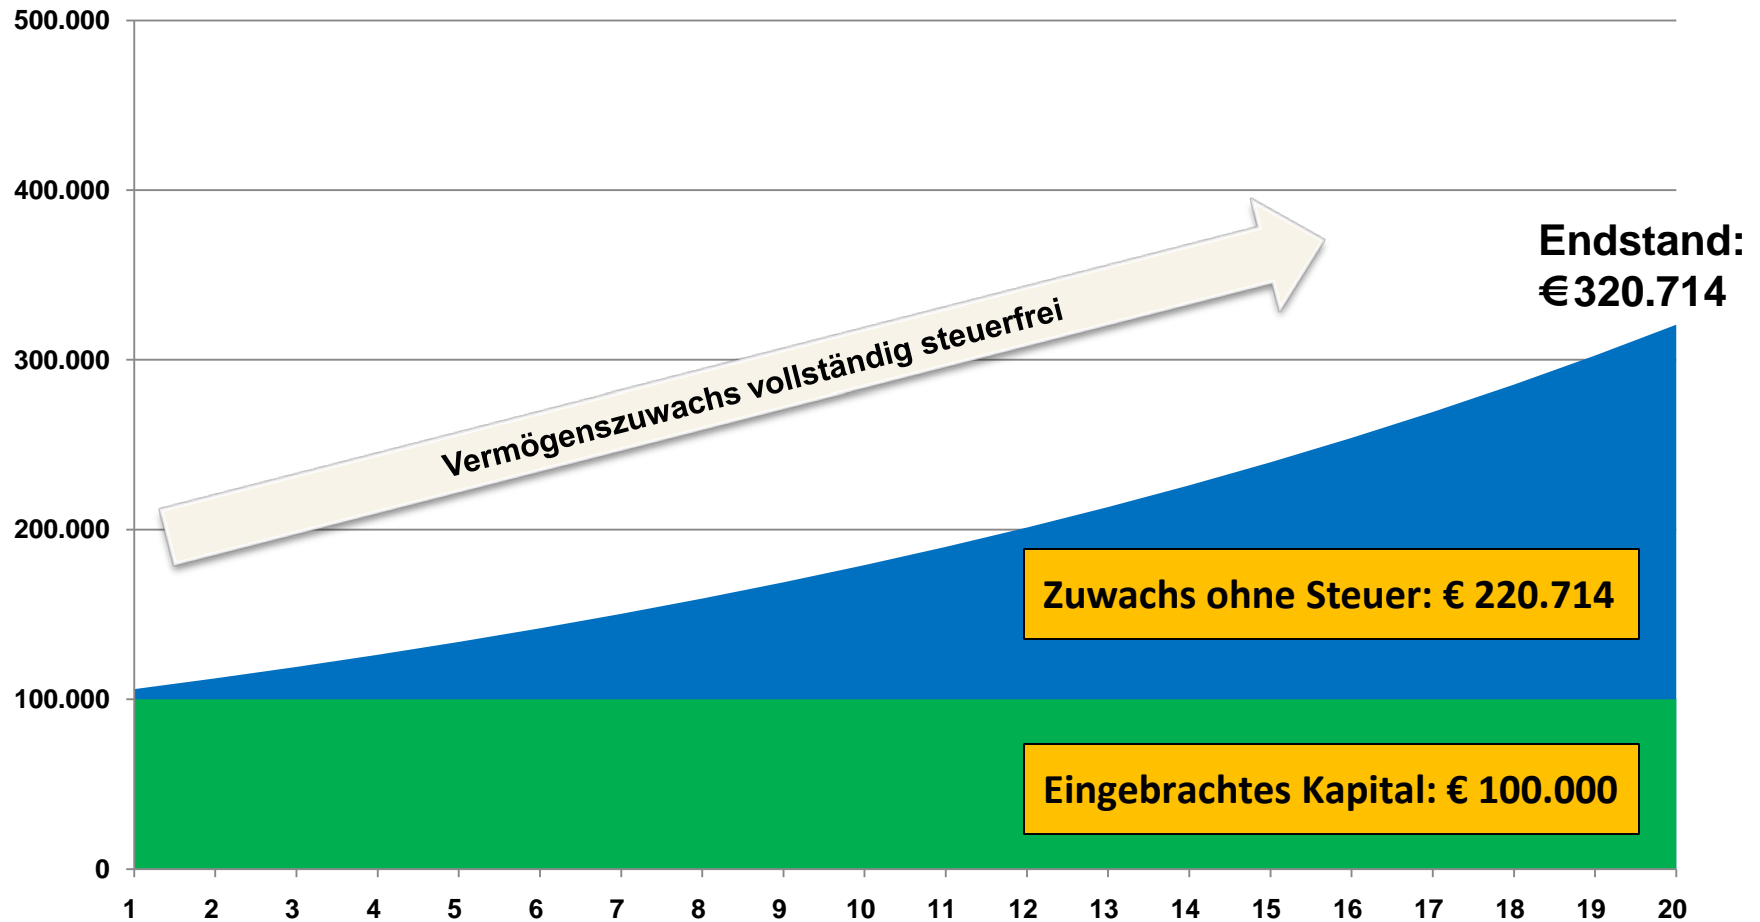 500.000
400.000
300.000
200.000
100.000
0
Vermögenszuwachs vollständig steuerfrei
Endstand:
€320.714
Zuwachs ohne Steuer: € 220.714
Eingebrachtes Kapital: € 100.000
1 2 3 4 5 6 7 8 9 10 11 12 13 14 15 16 17 18 19 20